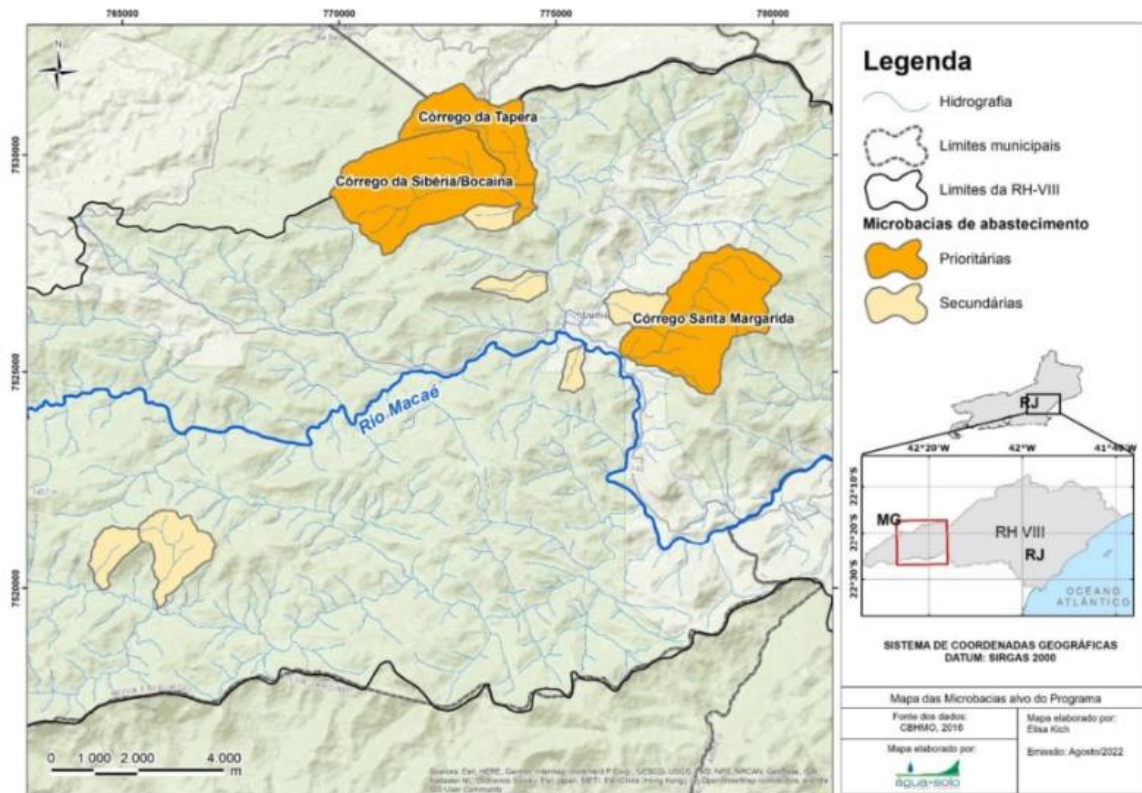 765000 770000 775000 780000
N
7530000
7525000
7520000
Córrego da Tapera
Córrego da Sibéria/Bocaina
Córrego Santa Margarida
Rio Macaé
0 1.000 2.000 4.000
m
Legenda
Hidrografia
Limites municipais
Limites da RH-VIII
Microbacias de abastecimento
Prioritárias
Secundárias
RJ
42°20'W 42°W 41°40'W
22°10'S
22°20'S
22°30'S
MG
RH VIII
RJ
OCEANO
ATLÂNTICO
SISTEMA DE COORDENADAS GEOGRÁFICAS
DATUM: SIRGAS 2000
Mapa das Microbacias alvo do Programa
Fonte dos dados:
CBHMO, 2016
Mapa elaborado por:
Elisa Kich
Emissão: Agosto/2022
Mapa elaborado por:
água e solo